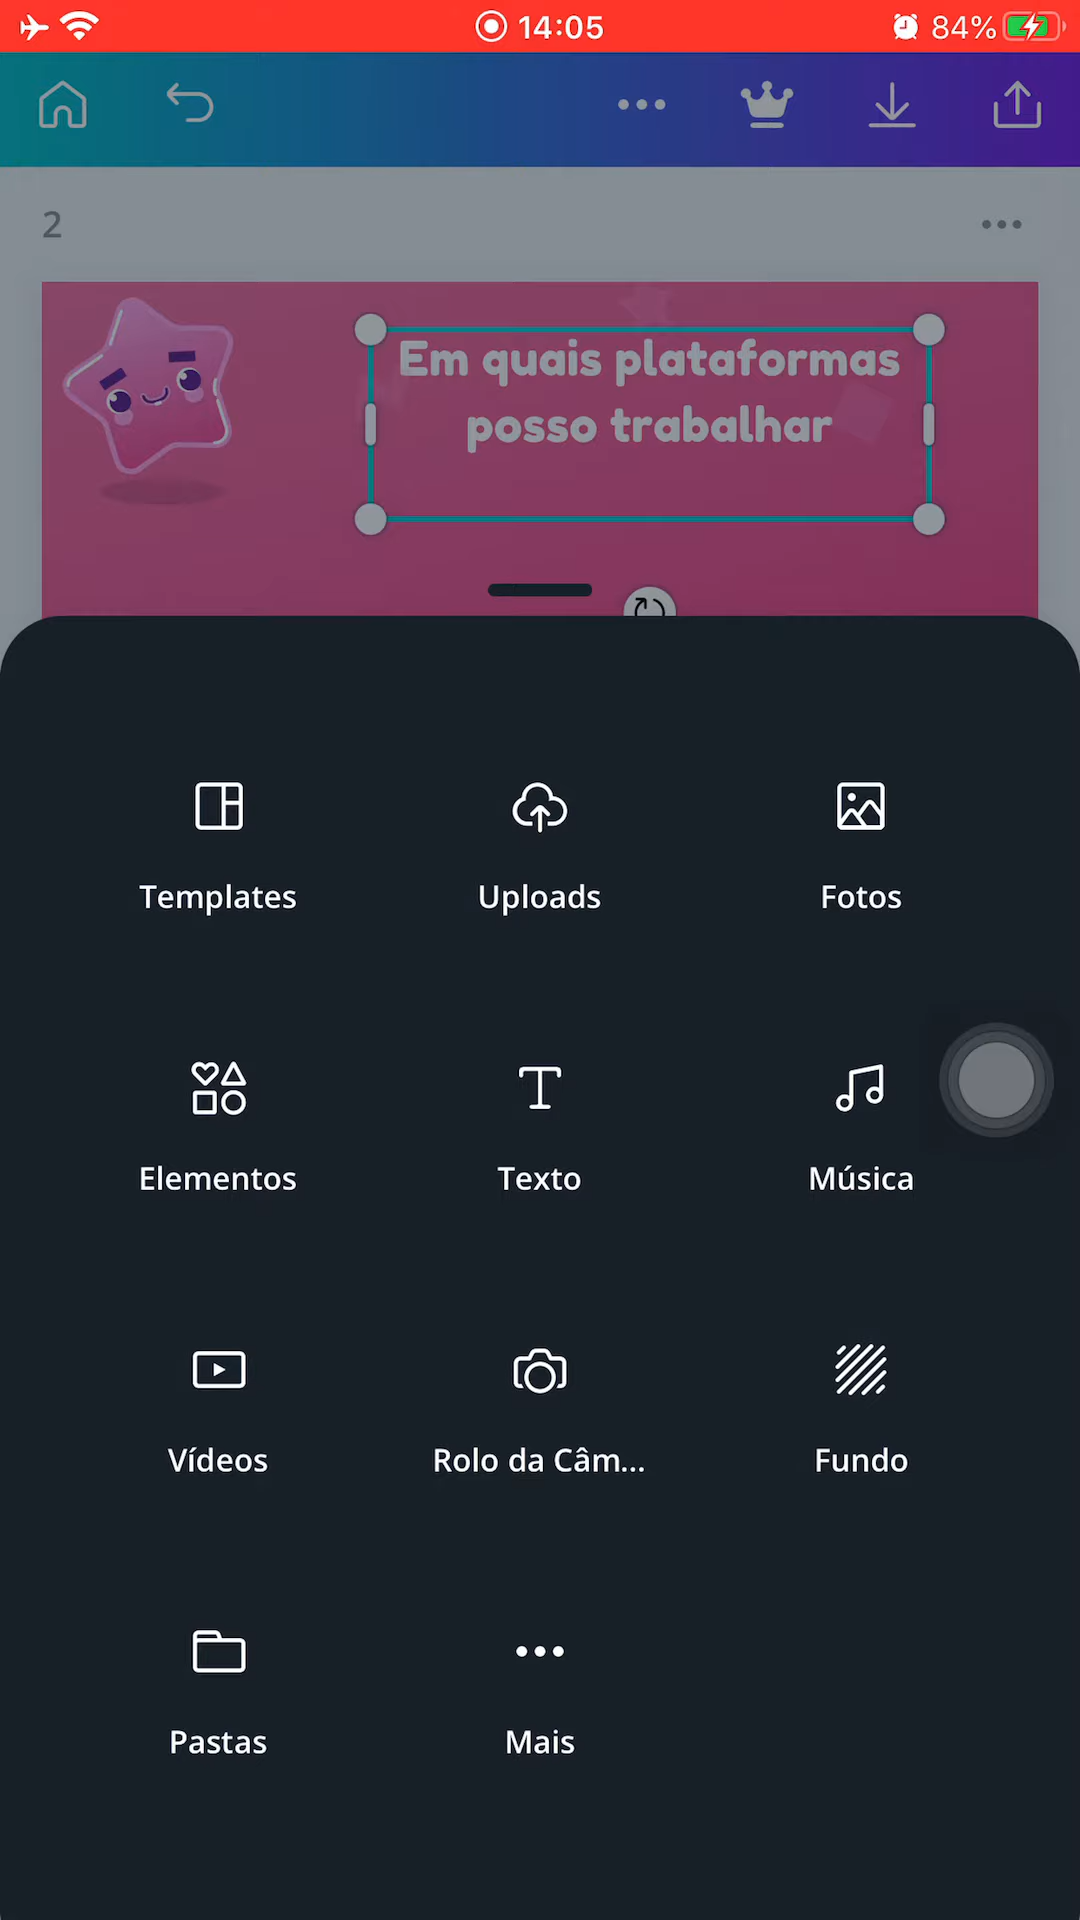 14:05
84%
2
Em quais plataformas
posso trabalhar
Templates
Uploads
Fotos
Elementos
Texto
Música
Vídeos
Rolo da Câm...
Fundo
Pastas
Mais